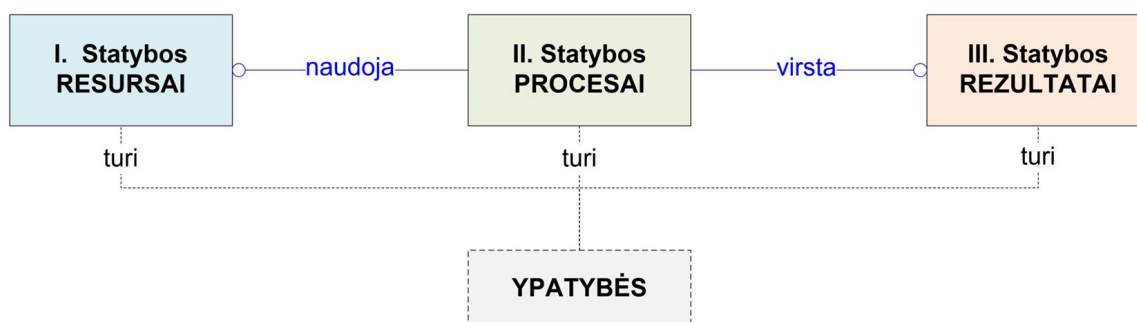 I. Statybos
RESURSAI
naudoja
II. Statybos
PROCESAI
virsta
III. Statybos
REZULTATAI
turi
turi
turi
YPATYBĖS